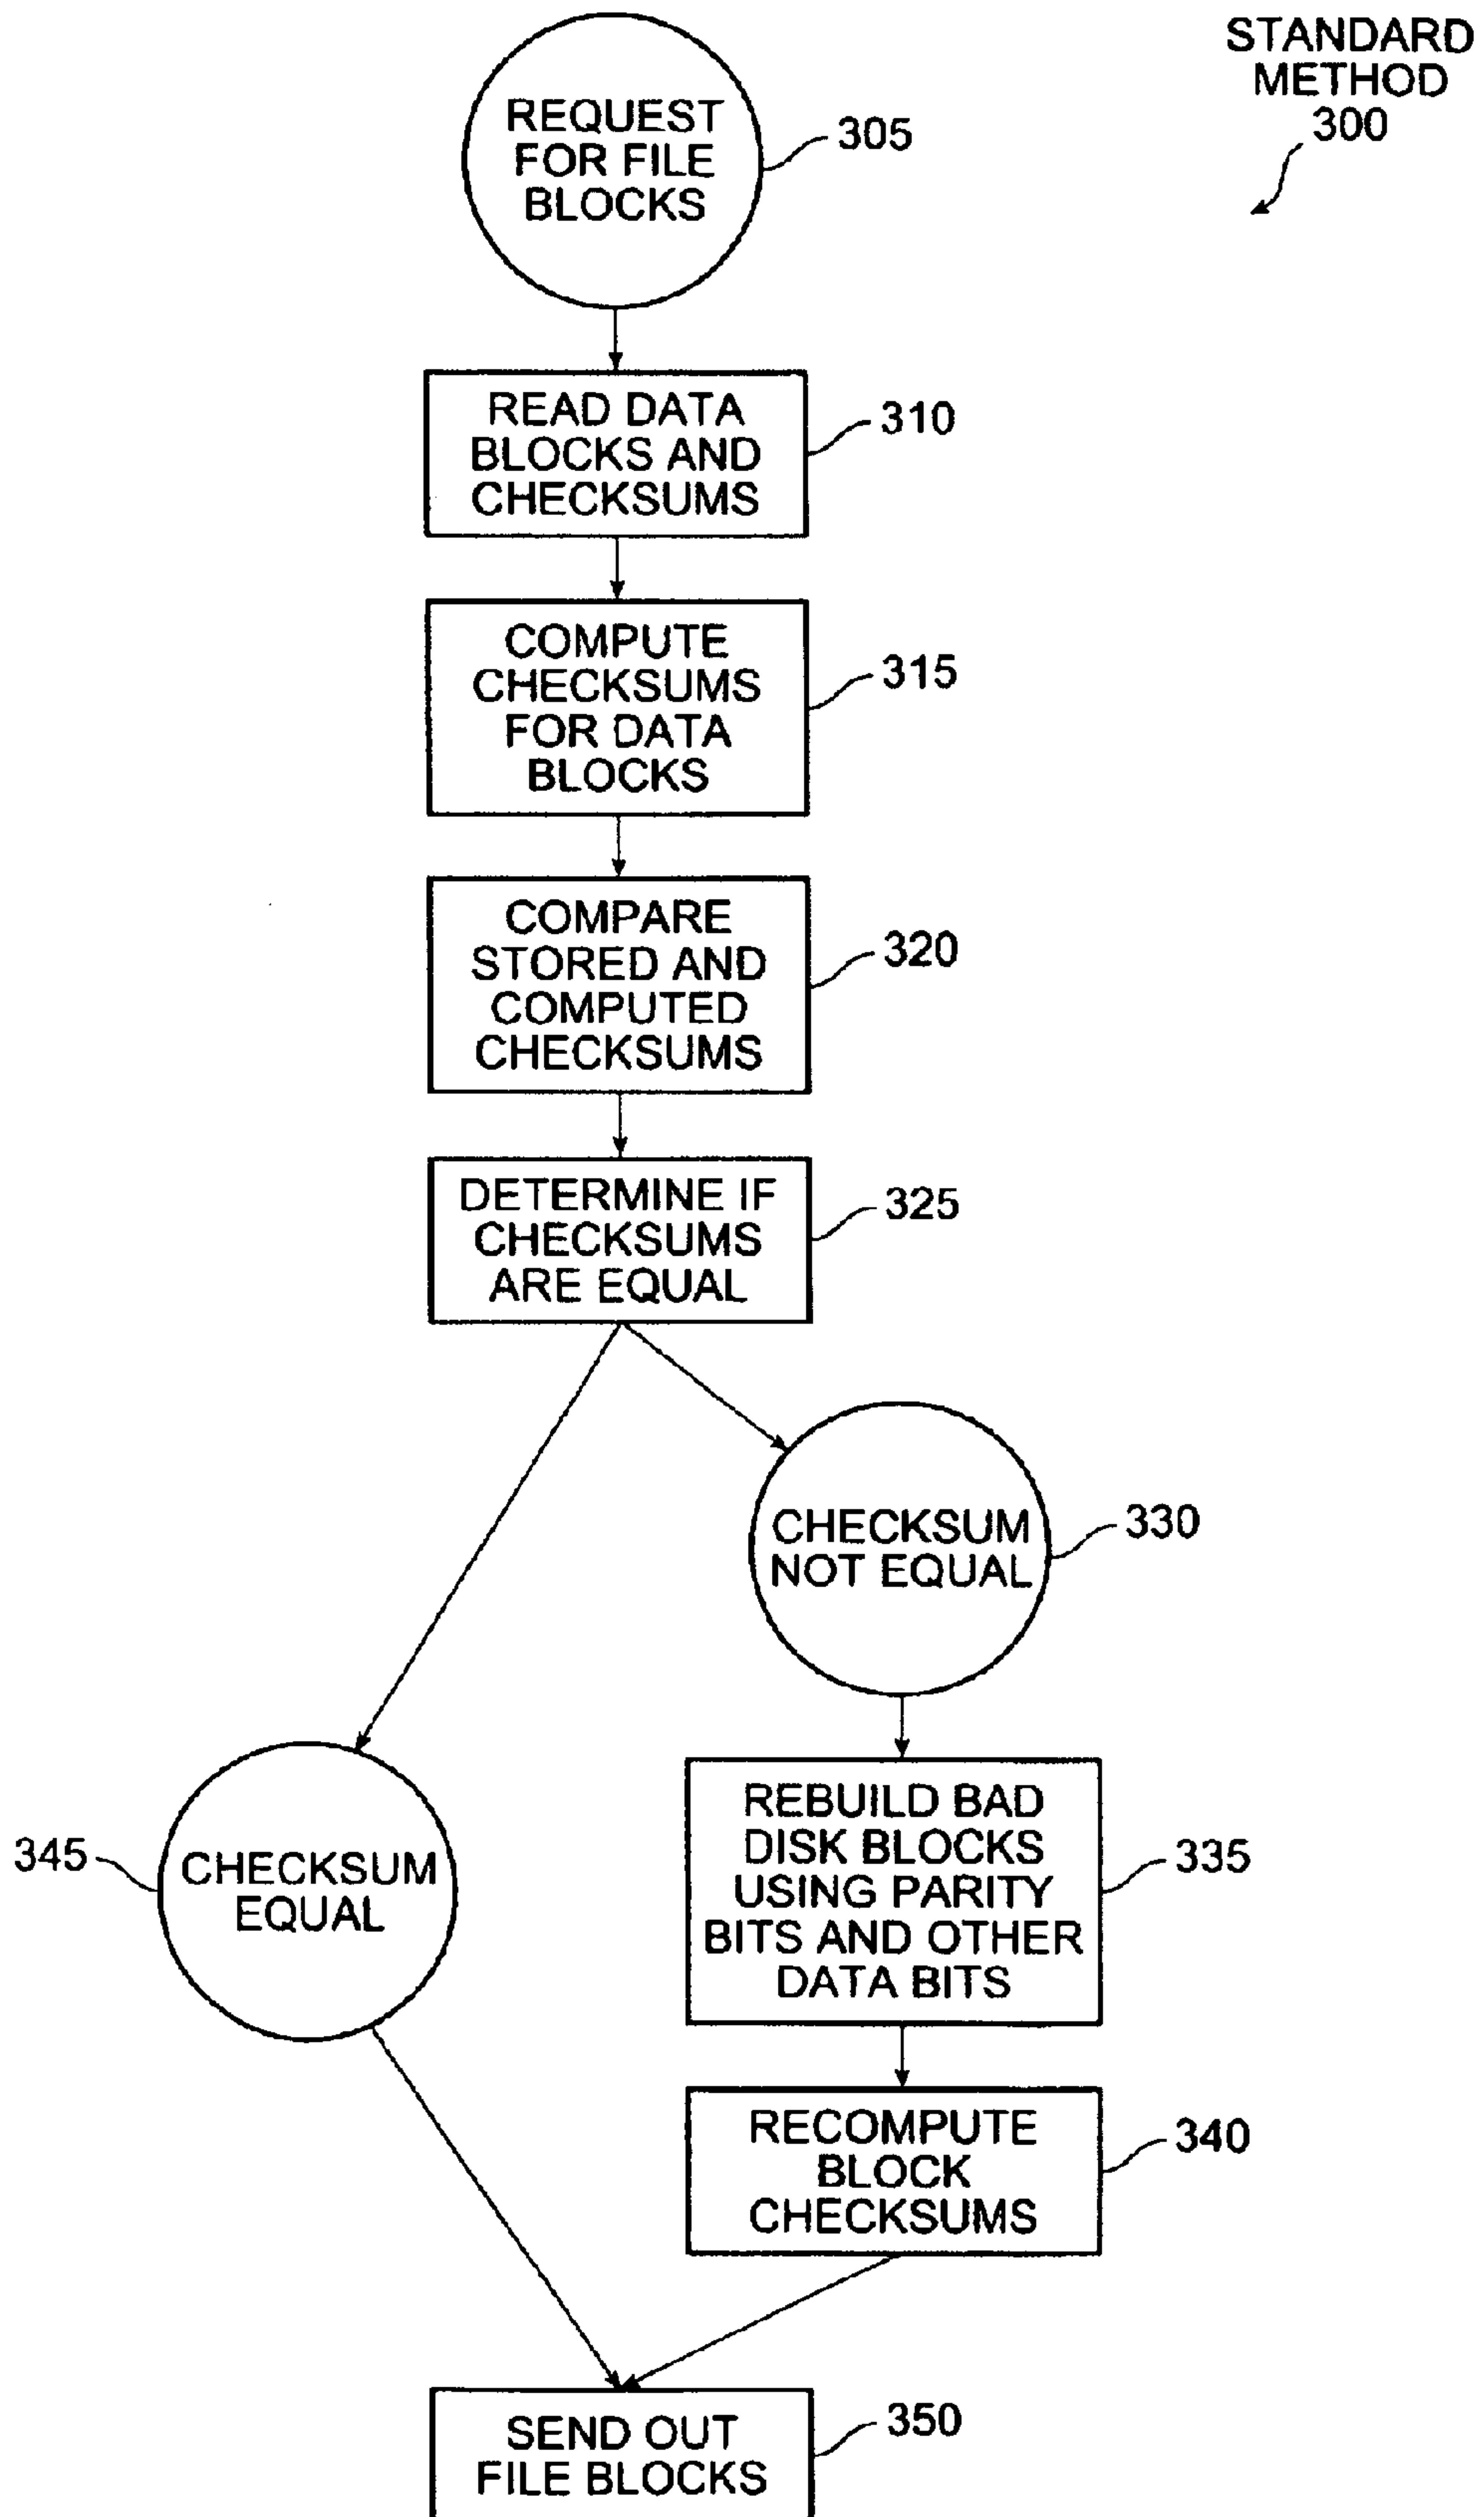 STANDARD
METHOD
300
REQUEST
FOR FILE
BLOCKS
305
READ DATA
BLOCKS AND
CHECKSUMS
310
COMPUTE
CHECKSUMS
FOR DATA
BLOCKS
315
COMPARE
STORED AND
COMPUTED
CHECKSUMS
320
DETERMINE IF
CHECKSUMS
ARE EQUAL
325
CHECKSUM
NOT EQUAL
330
REBUILD BAD
DISK BLOCKS
USING PARITY
BITS AND OTHER
DATA BITS
335
345
CHECKSUM
EQUAL
RECOMPUTE
BLOCK
CHECKSUMS
340
SEND OUT
FILE BLOCKS
350